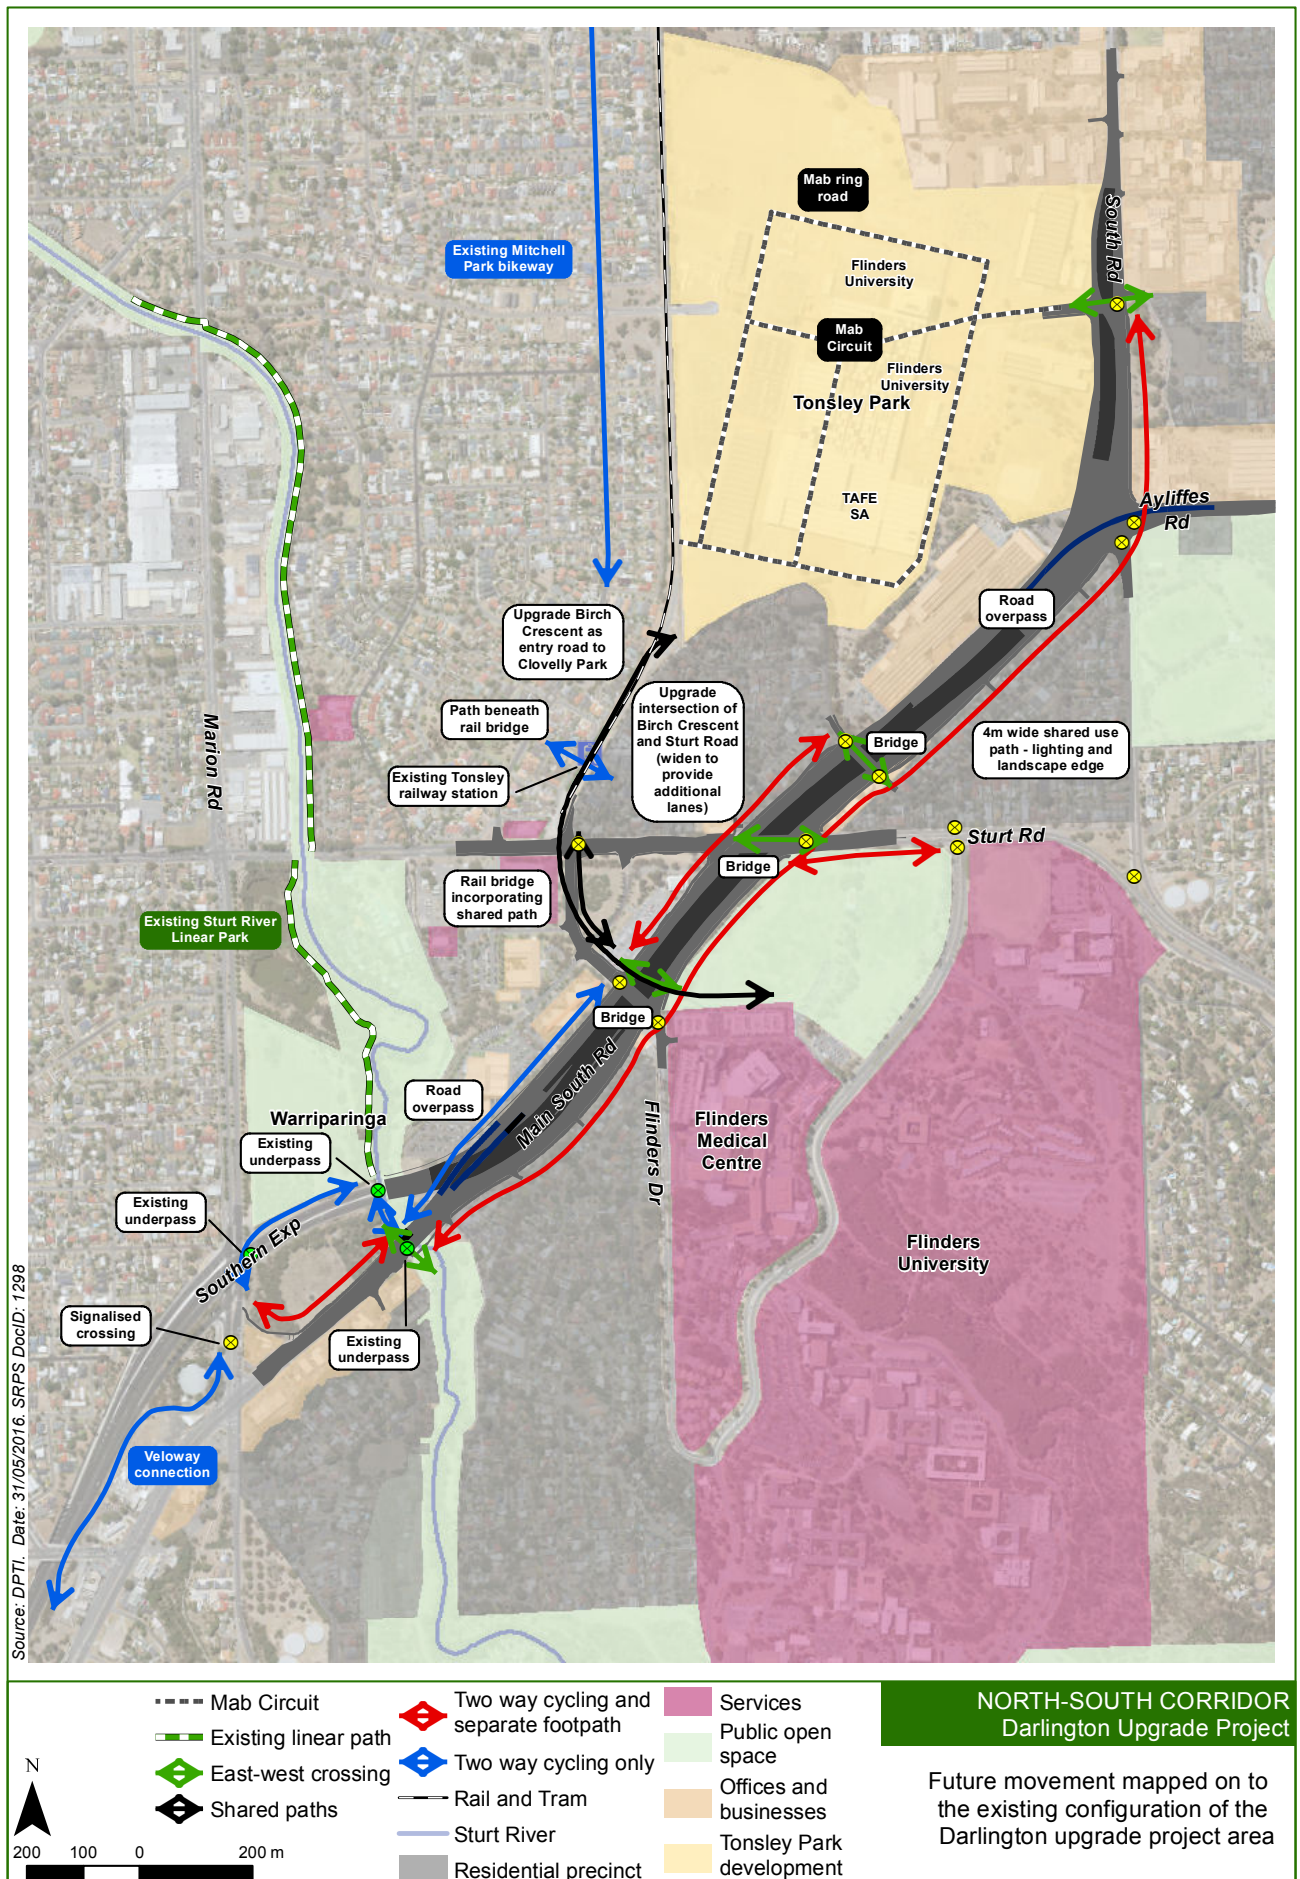 Mab ring
road
South Rd
Existing Mitchell
Park bikeway
Flinders
University
Mab
Circuit
Flinders
University
Tonsley Park
TAFE
SA
Ayliffes
Rd
Road
overpass
Upgrade Birch
Crescent as
entry road to
Clovelly Park
Path beneath
rail bridge
Upgrade
intersection of
Birch Crescent
and Sturt Road
(widen to
provide
additional
lanes)
Marion Rd
Bridge
4m wide shared use
path - lighting and
landscape edge
Existing Tonsley
railway station
Sturt Rd
Bridge
Rail bridge
incorporating
shared path
Existing Sturt River
Linear Park
Bridge
Main South Rd
Road
overpass
Flinders Dr
Flinders
Medical
Centre
Warriparinga
Existing
underpass
Existing
underpass
Southern Exp
Flinders
University
Signalised
crossing
Existing
underpass
Veloway
connection
Source: DPTI. Date: 31/05/2016. SRPS DocID: 1298
N
200 100 0 200 m
Mab Circuit
Existing linear path
East-west crossing
Shared paths
Two way cycling and
separate footpath
Two way cycling only
Rail and Tram
Sturt River
Residential precinct
Services
Public open
space
Offices and
businesses
Tonsley Park
development
NORTH-SOUTH CORRIDOR
Darlington Upgrade Project
Future movement mapped on to
the existing configuration of the
Darlington upgrade project area